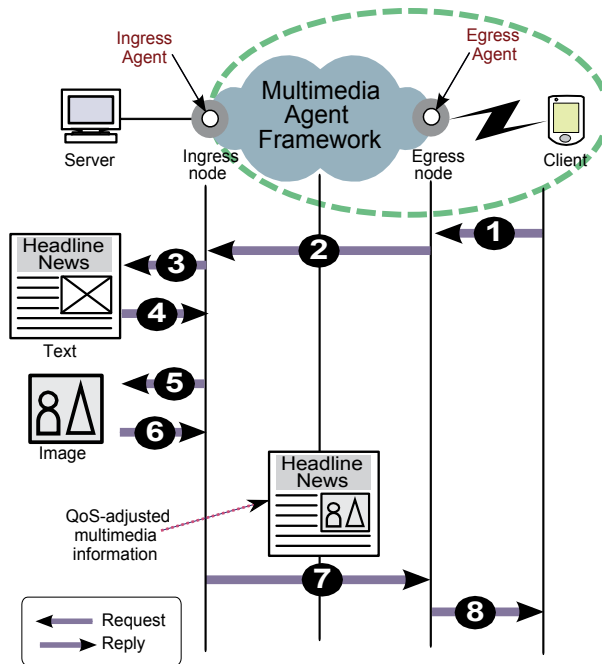 Ingress
Agent
Egress
Agent
Multimedia
Agent
Framework
Server
Ingress
node
Egress
node
Client
1
2
Headline
News
3
4
Text
5
6
Image
Headline
News
QoS-adjusted
multimedia
information
7
8
Request
Reply